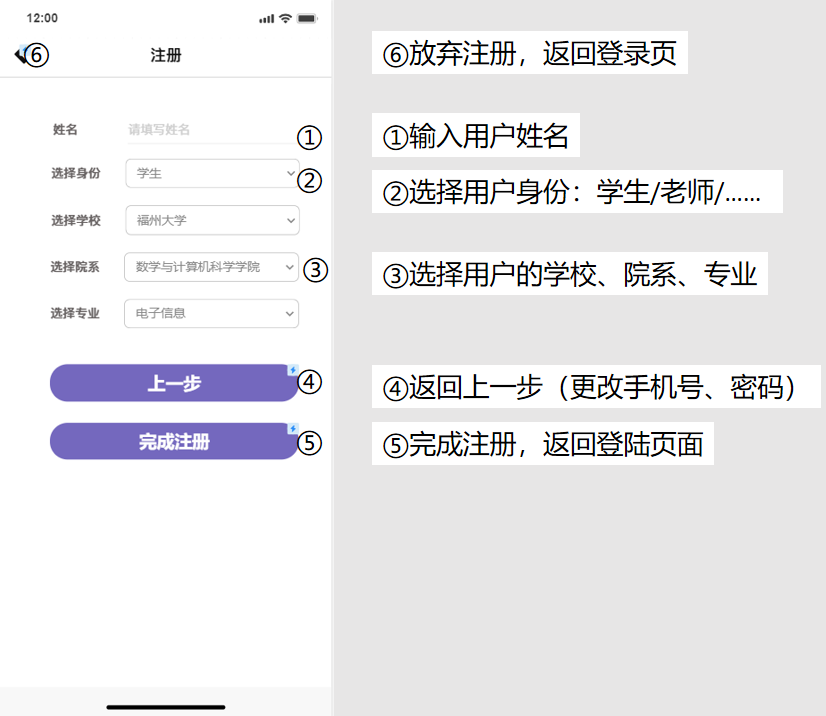 12:00
⑥
注册
姓名
请填写姓名
①
选择身份
学生
②
选择学校
福州大学
选择院系
数学与计算机科学学院
③
选择专业
电子信息
上一步
④
完成注册
⑤
⑥放弃注册，返回登录页
①输入用户姓名
②选择用户身份：学生/老师/......
③选择用户的学校、院系、专业
④返回上一步（更改手机号、密码）
⑤完成注册，返回登陆页面